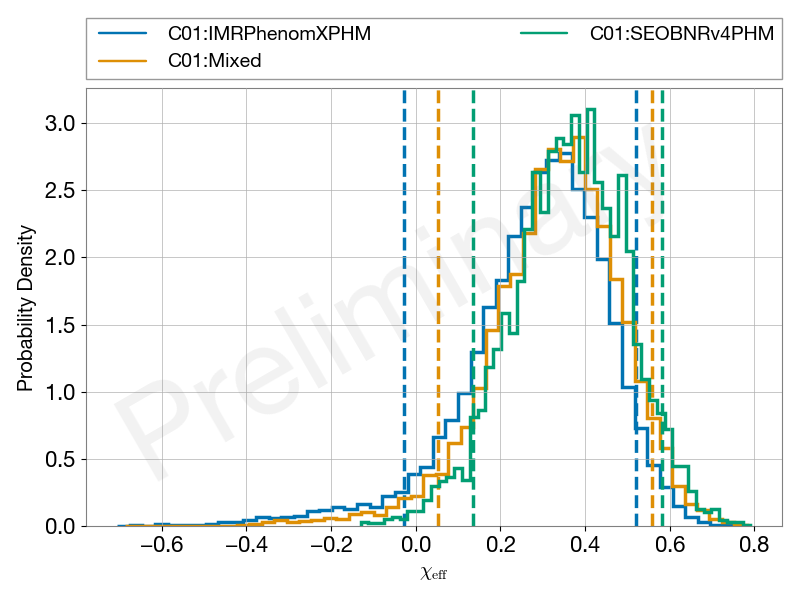 C01:IMRPhenomXPHM
C01:Mixed
C01:SEOBNRv4PHM
Preliminary
Probability Density
3.0
2.5
2.0
1.5
1.0
0.5
0.0
−0.6 −0.4 −0.2 0.0 0.2 0.4 0.6 0.8
χeff